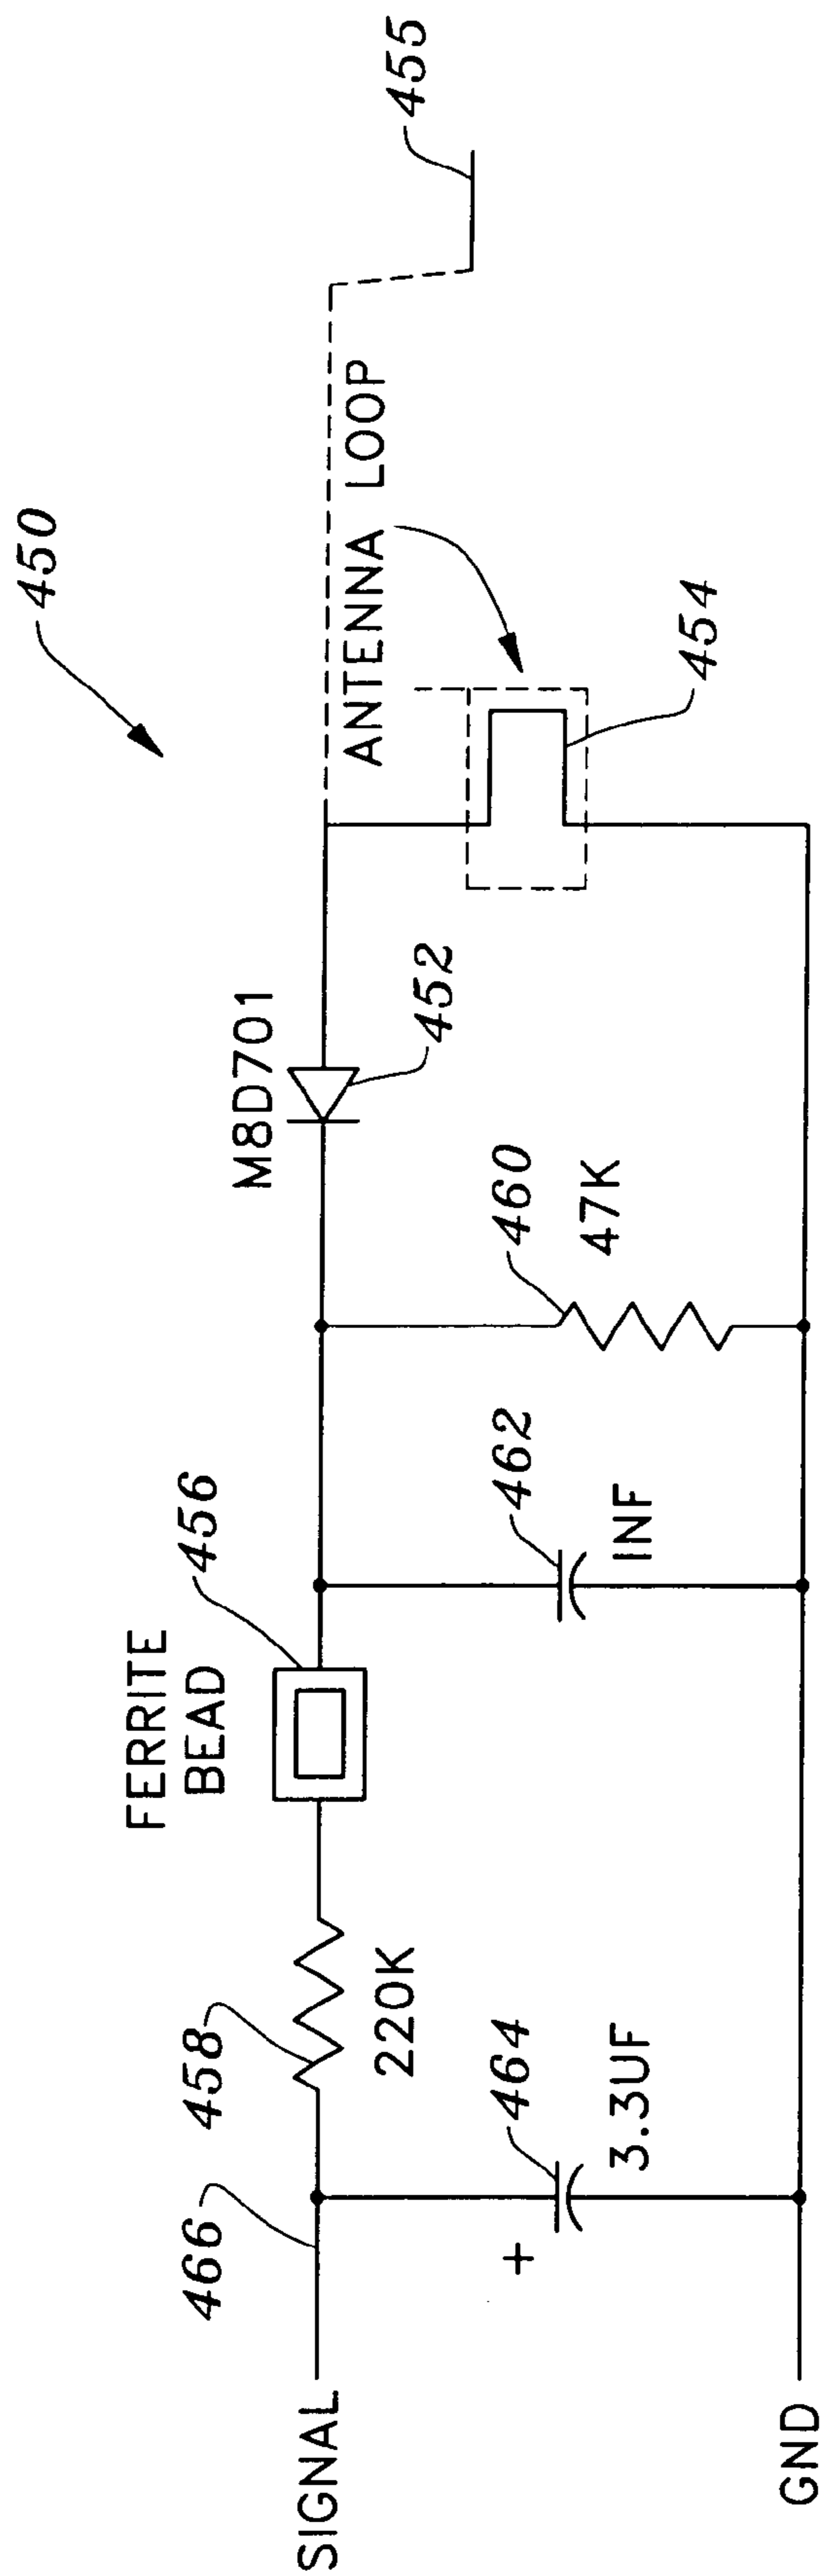 450
FERRITE
BEAD
456
M8D701
466
458
220K
452
ANTENNA LOOP
455
464
3.3UF
462
INF
460
47K
454
SIGNAL
GND